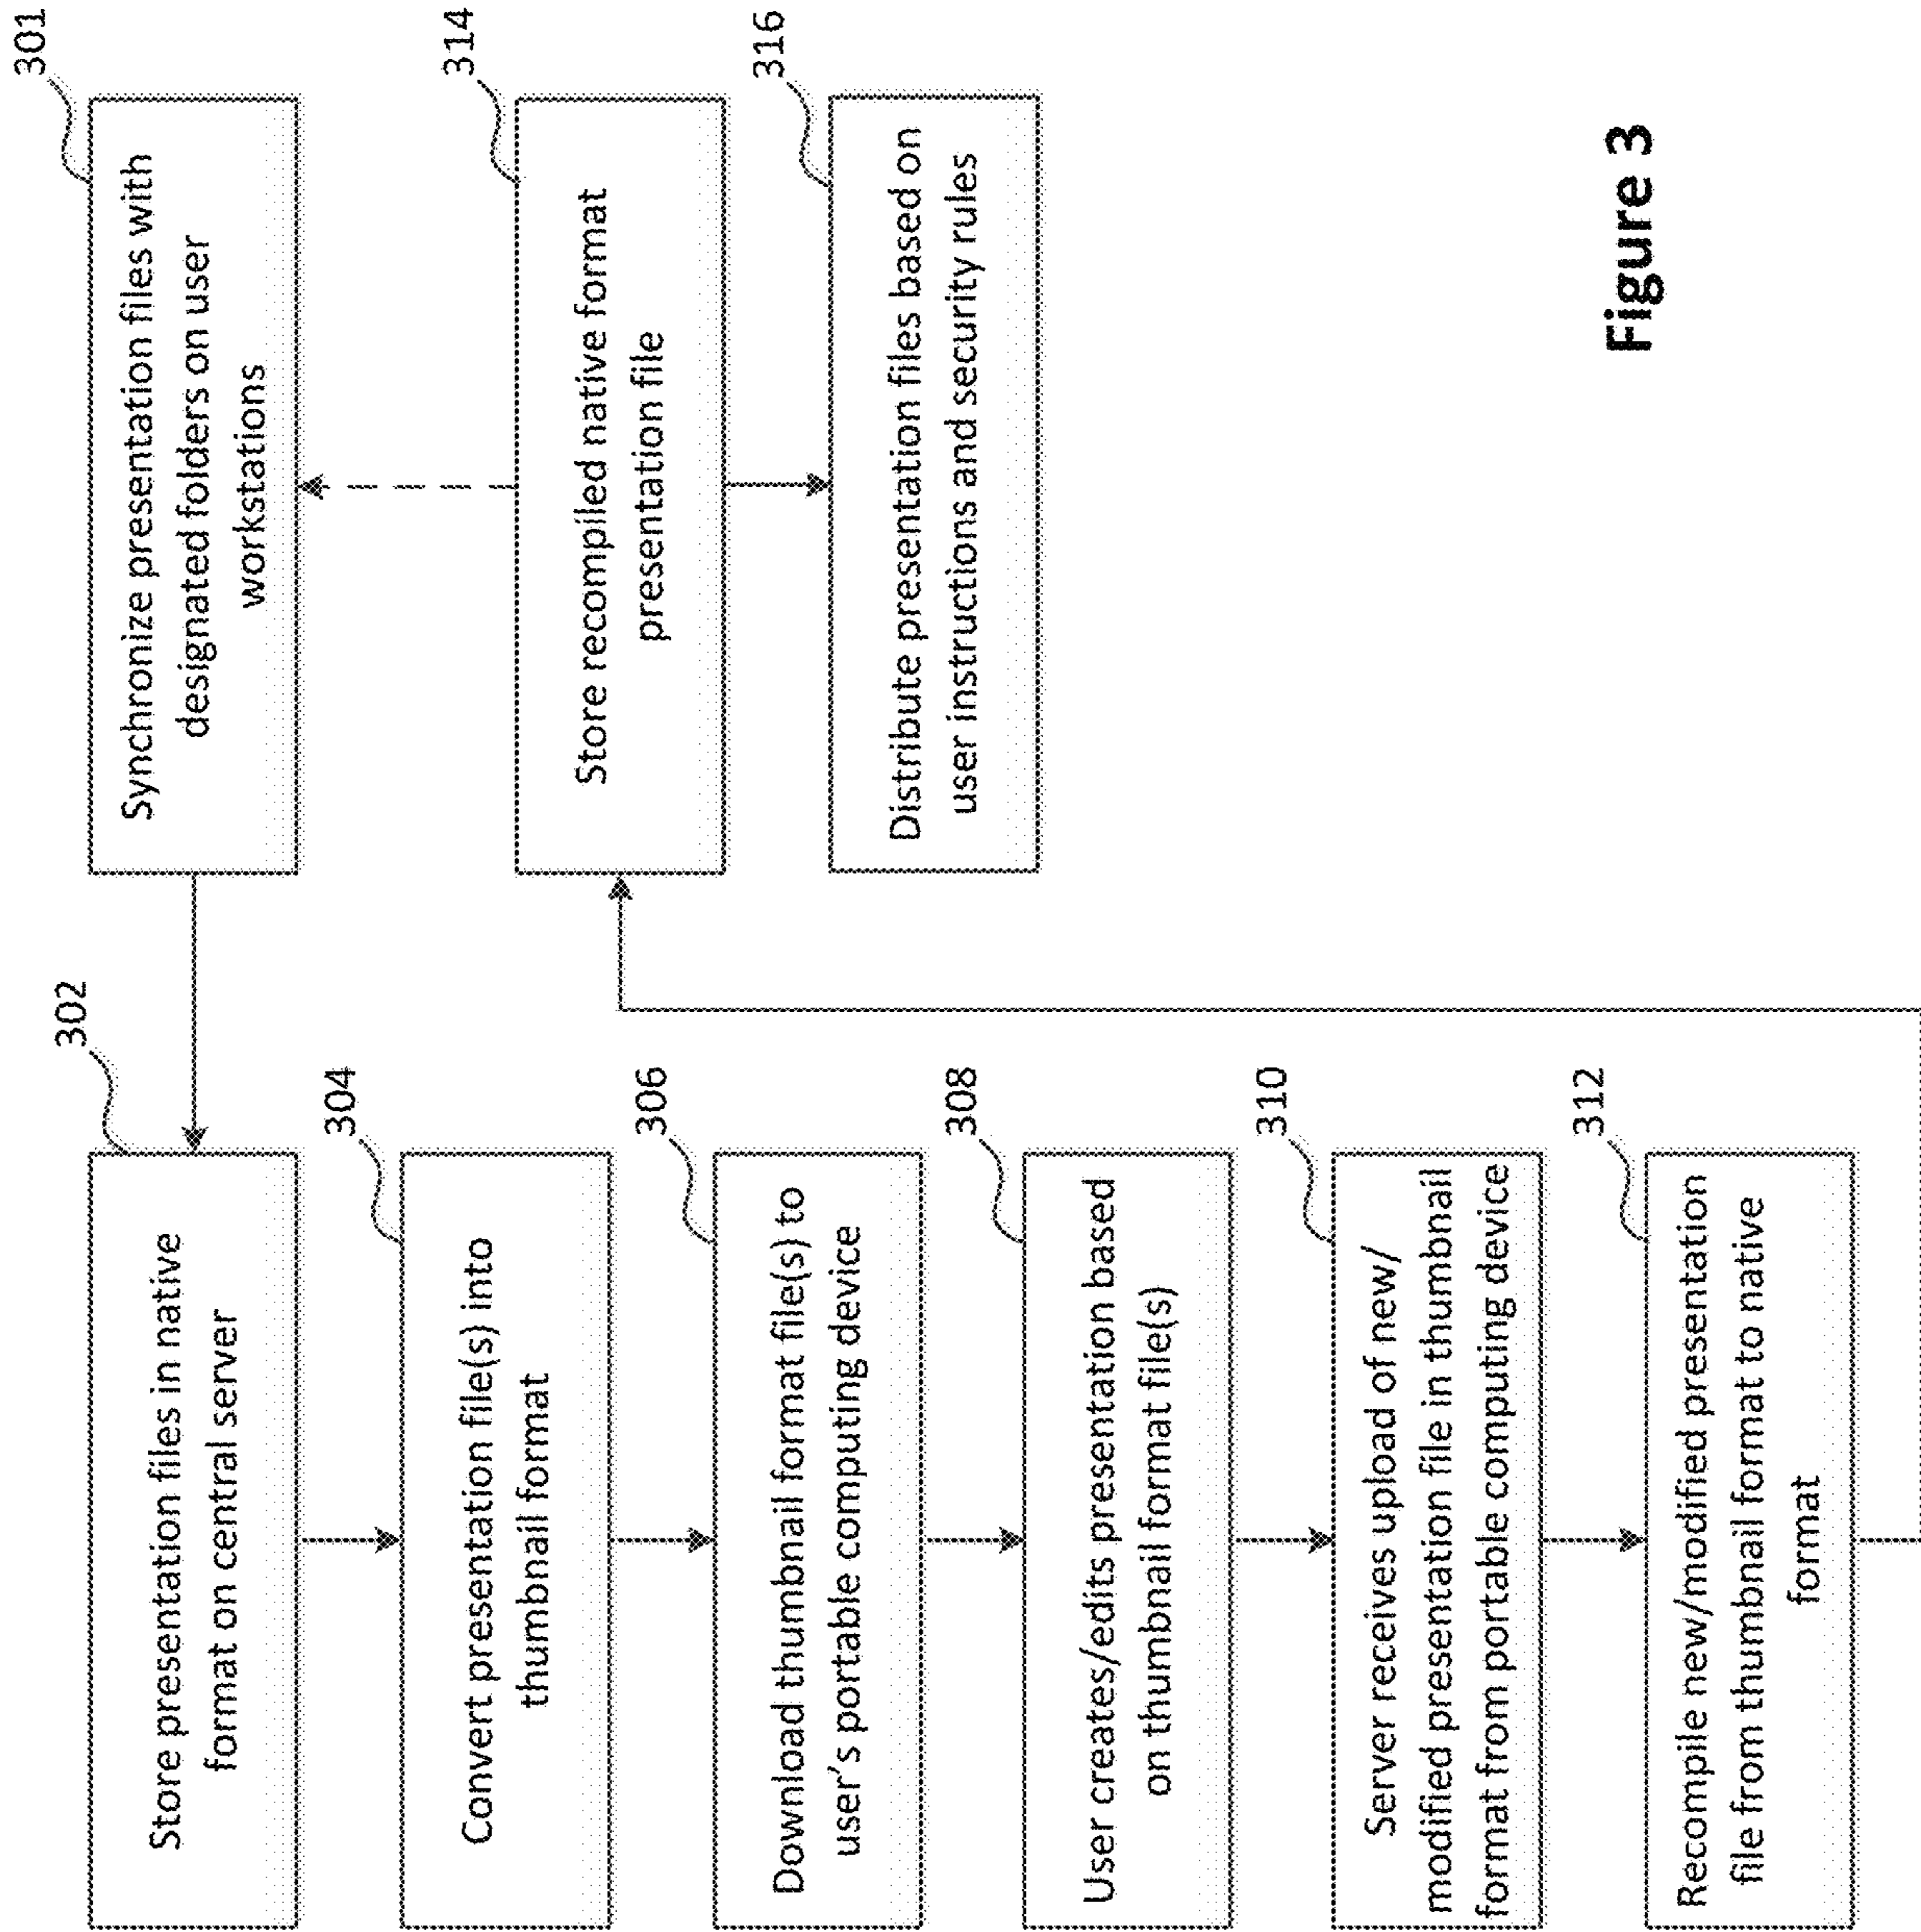 302
Store presentation files in native
format on central server
304
Convert presentation file(s) into
thumbnail format
306
Download thumbnail format file(s) to
user's portable computing device
308
User creates/edits presentation based
on thumbnail format file(s)
310
Server receives upload of new/
modified presentation file in thumbnail
format from portable computing device
312
Recompile new/modified presentation
file from thumbnail format to native
format
301
Synchronize presentation files with
designated folders on user
workstations
314
Store recompiled native format
presentation file
316
Distribute presentation files based on
user instructions and security rules
Figure 3